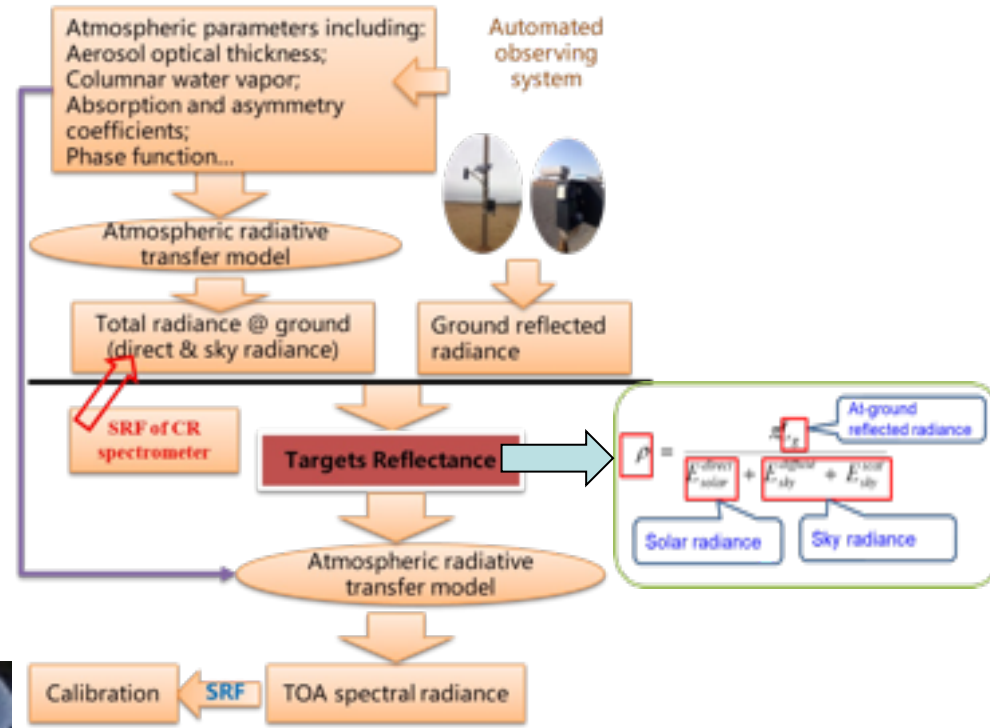 Atmospheric parameters including:
Aerosol optical thickness;
Columnar water vapor;
Absorption and asymmetry
coefficients;
Phase function...
Automated
observing
system
Atmospheric radiative
transfer model
Total radiance @ ground
(direct & sky radiance)
Ground reflected
radiance
SRF of CR
spectrometer
Targets Reflectance
At-ground
reflected radiance
ρ =
Solar radiance
Sky radiance
Atmospheric radiative
transfer model
Calibration
SRF
TOA spectral radiance